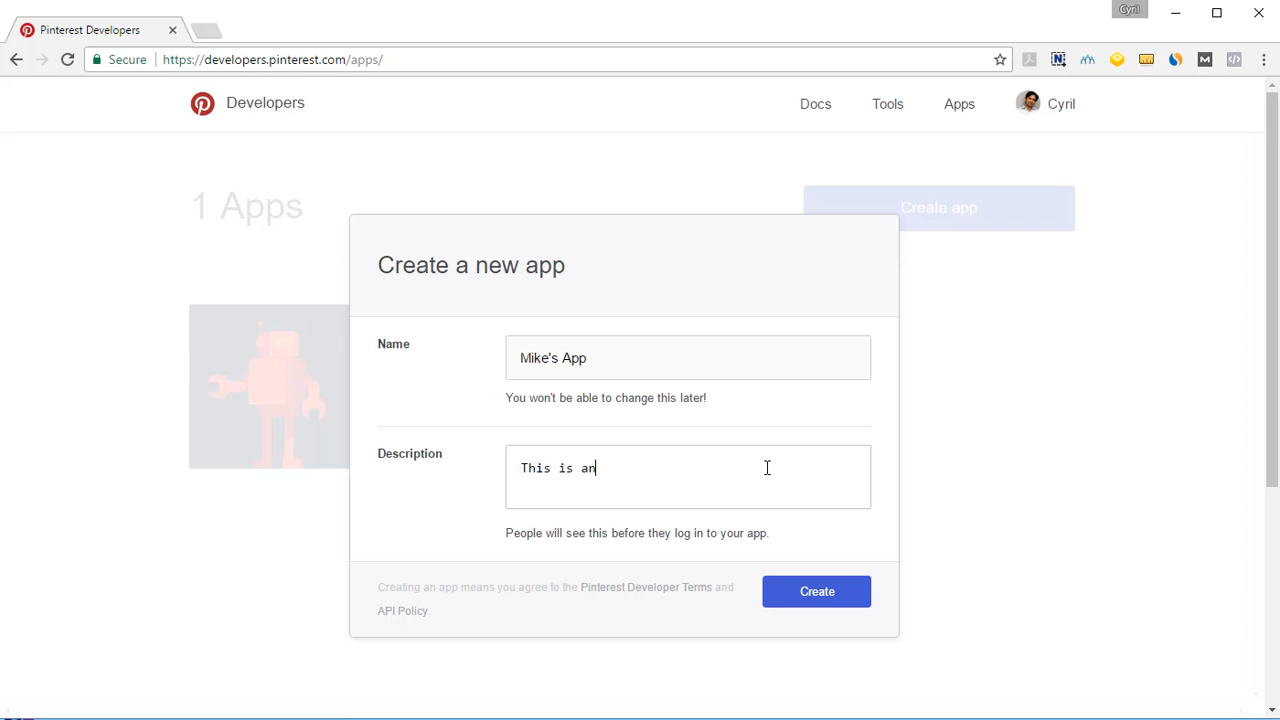 Cyril
Pinterest Developers
Secure
https://developers.pinterest.com/apps/
Developers
Docs
Tools
Apps
Cyril
1 Apps
Create app
Create a new app
Name
Mike's App
You won't be able to change this later!
Description
This is an
People will see this before they log in to your app.
Creating an app means you agree to the Pinterest Developer Terms and
API Policy.
Create